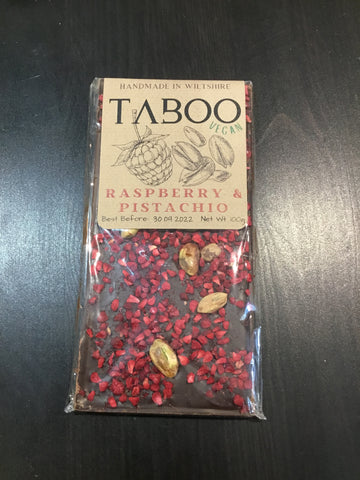 HANDMADE IN WILTSHIRE
TABOO
VEGAN
RASPBERRY &
PISTACHIO
Best Before: 30 09 2022 Net Wt 100g